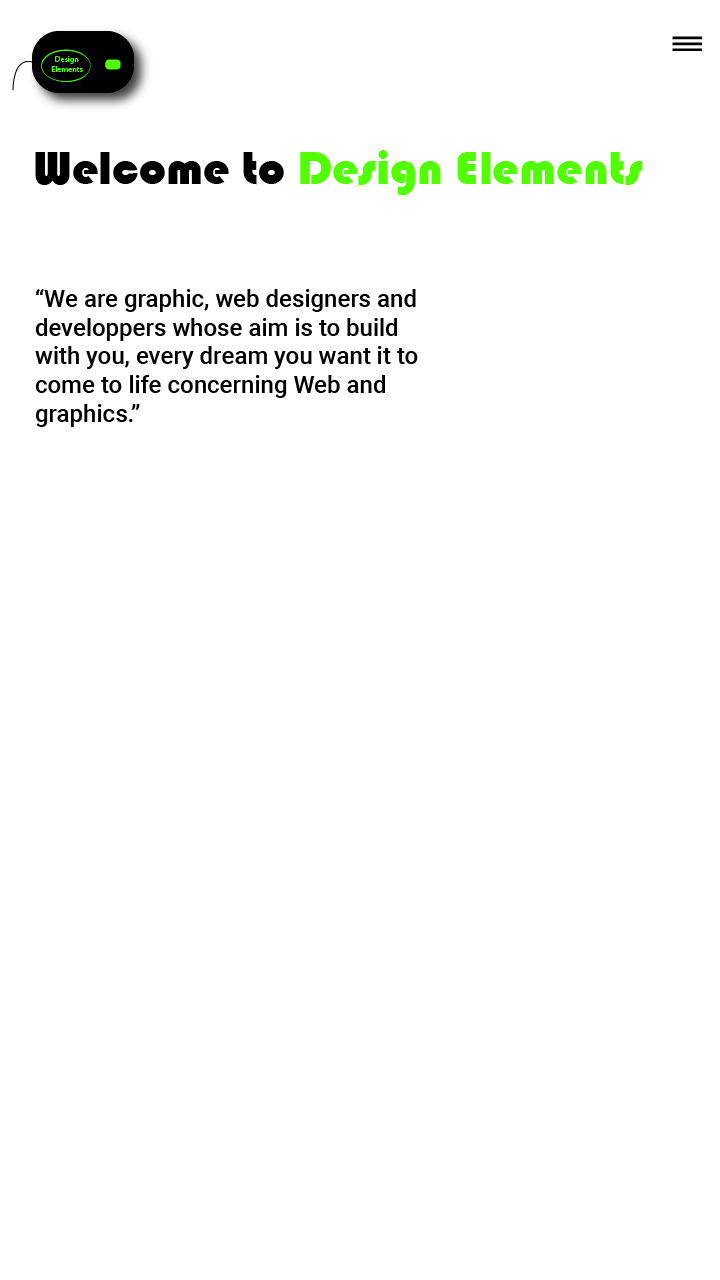 Design
Elements
Welcome to Design Elements
“We are graphic, web designers and
developpers whose aim is to build
with you, every dream you want it to
come to life concerning Web and
graphics.”